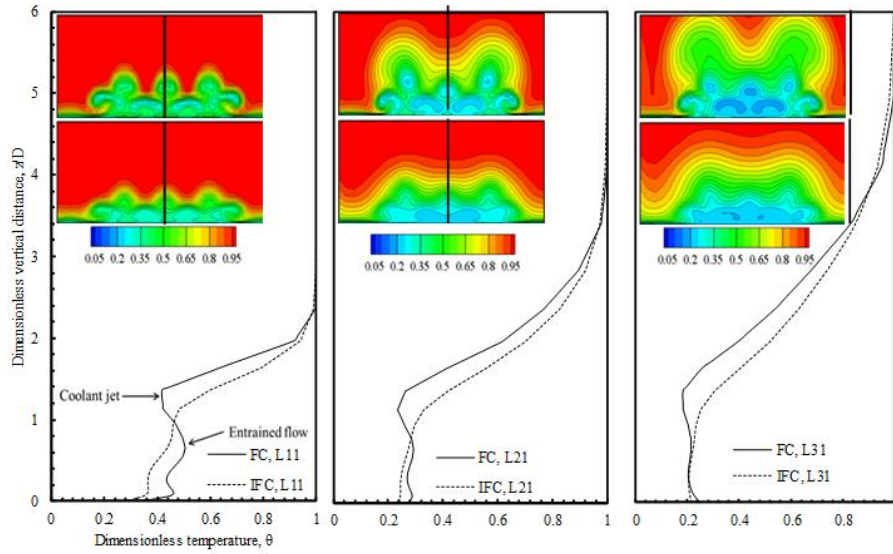 6
5
4
3
2
1
0
Dimensionless vertical distance, z/D
0.05 0.2 0.35 0.5 0.65 0.8 0.95
0.05 0.2 0.35 0.5 0.65 0.8 0.95
0.05 0.2 0.35 0.5 0.65 0.8 0.95
Coolant jet
Entrained flow
FC, L11
IFC, L11
FC, L21
IFC, L21
FC, L31
IFC, L31
0 0.2 0.4 0.6 0.8 1
0 0.2 0.4 0.6 0.8 1
0 0.2 0.4 0.6 0.8
Dimensionless temperature, θ